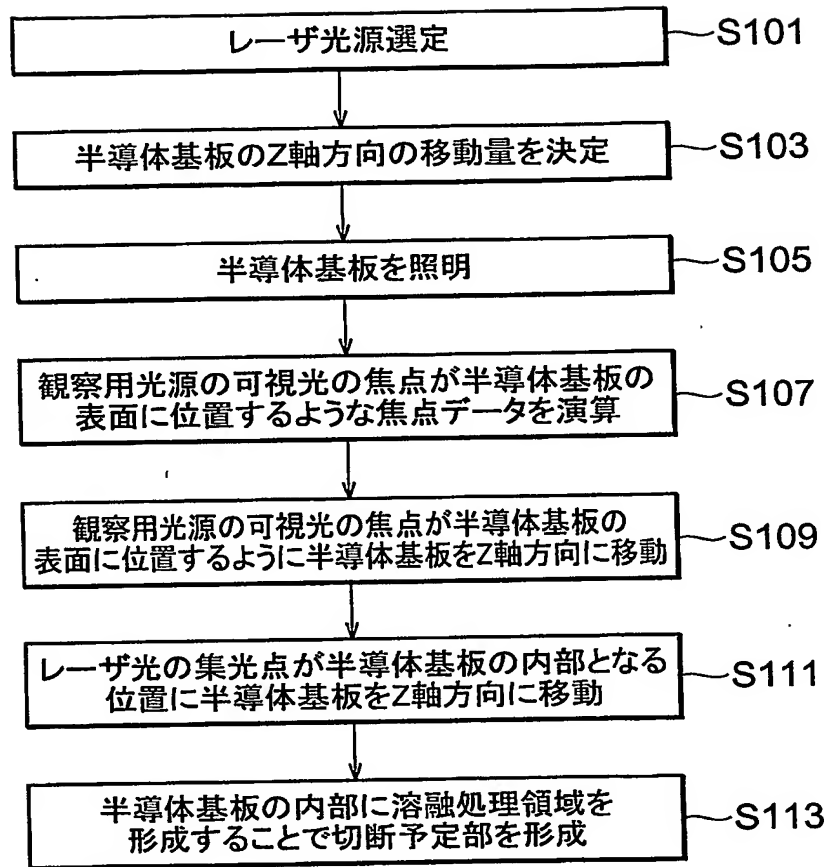 レーザ光源選定
S101
半導体基板のZ軸方向の移動量を決定
S103
半導体基板を照明
S105
観察用光源の可視光の焦点が半導体基板の
表面に位置するような焦点データを演算
S107
観察用光源の可視光の焦点が半導体基板の
表面に位置するように半導体基板をZ軸方向に移動
S109
レーザ光の集光点が半導体基板の内部となる
位置に半導体基板をZ軸方向に移動
S111
半導体基板の内部に溶融処理領域を
形成することで切断予定部を形成
S113